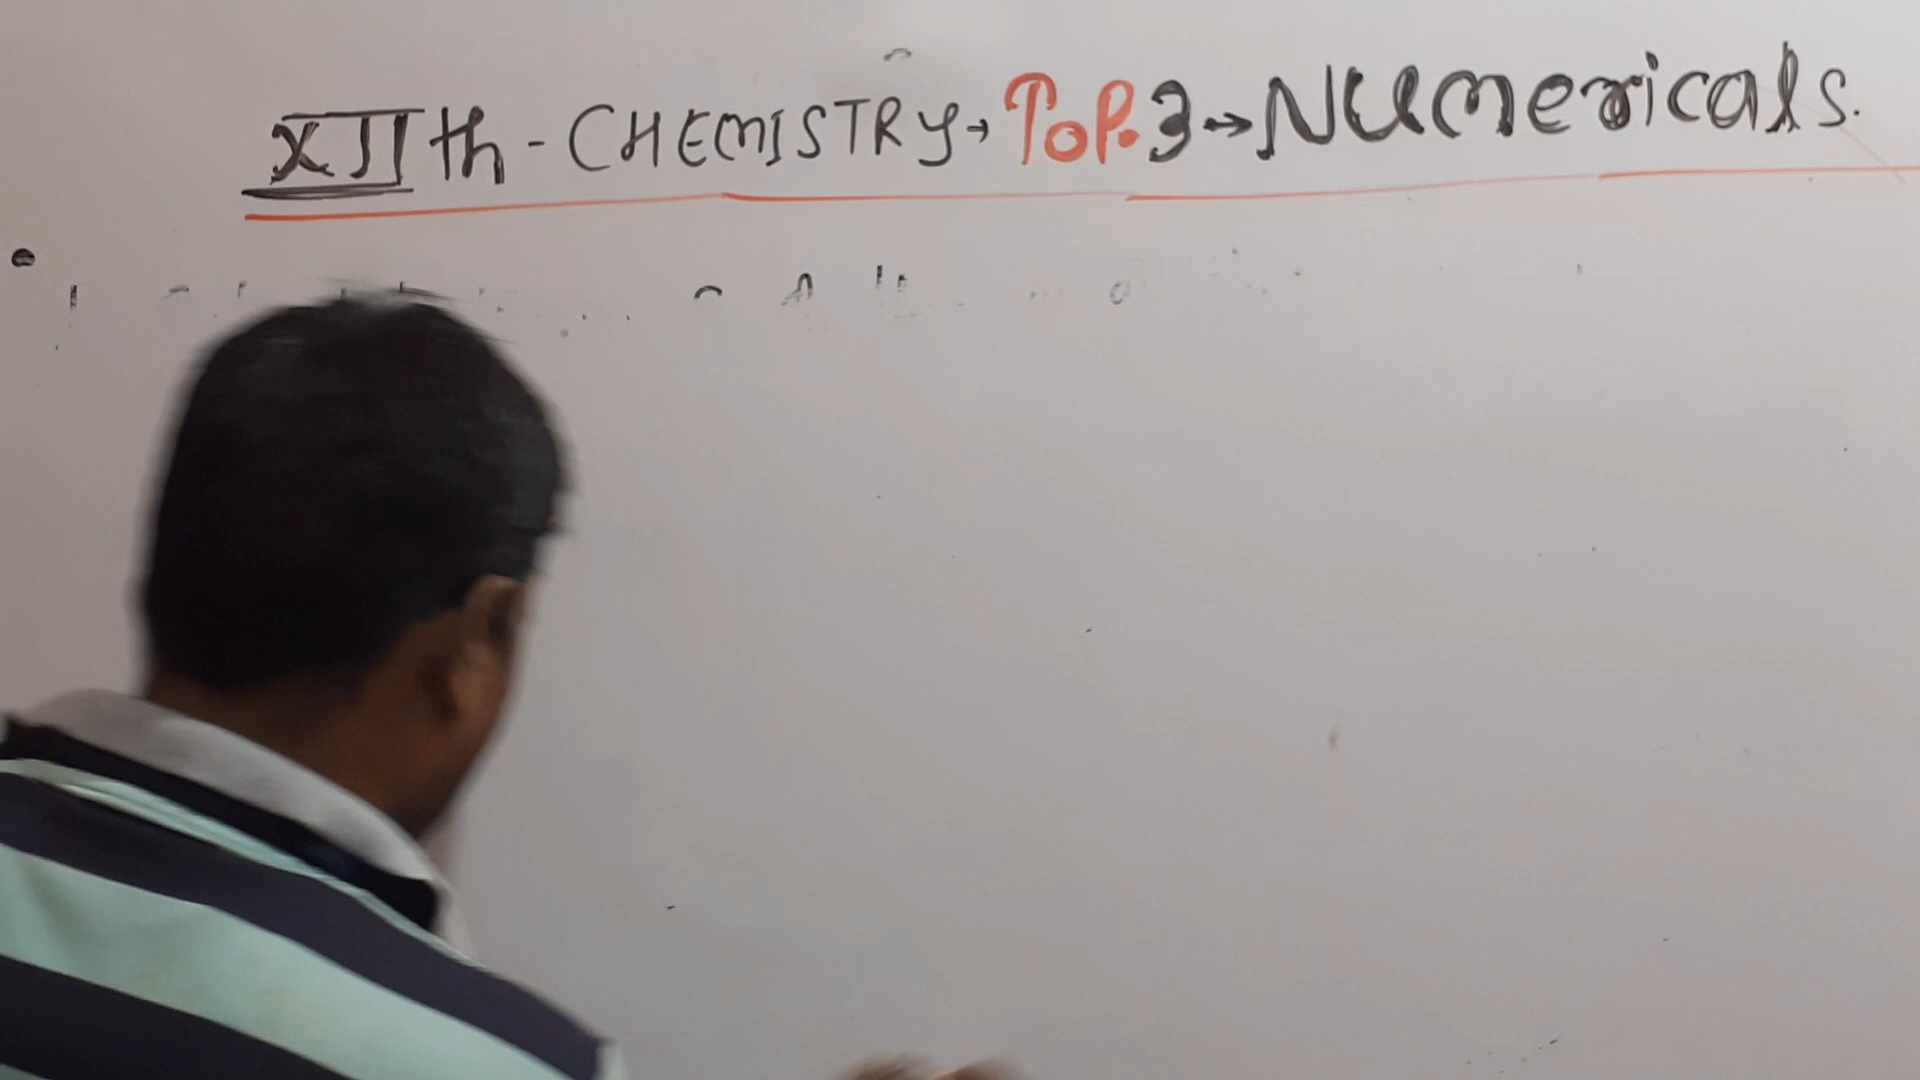 XIIth - CHEMISTRY → TOP. 3 → NUmericals.